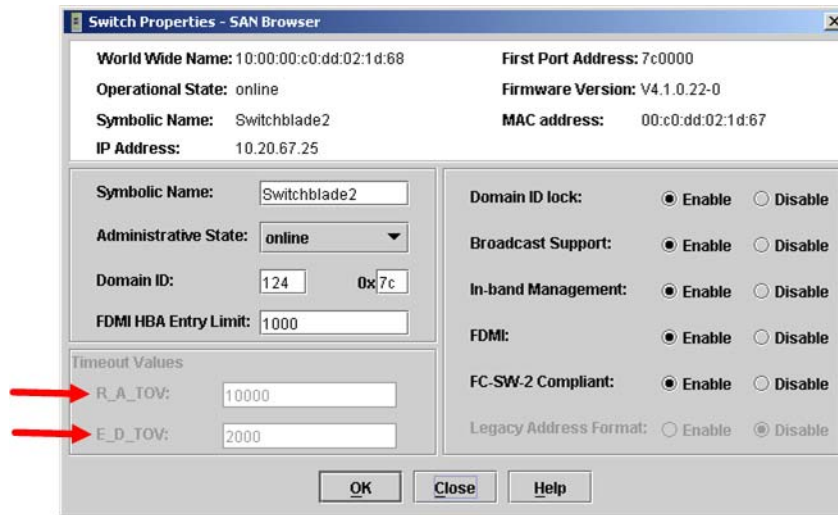 Switch Properties - SAN Browser
World Wide Name: 10:00:00:c0:dd:02:1d:68 First Port Address: 7c0000
Operational State: online Firmware Version: V4.1.0.22-0
Symbolic Name: Switchblade2 MAC address: 00:c0:dd:02:1d:67
IP Address: 10.20.67.25
Symbolic Name: Switchblade2
Administrative State: online
Domain ID: 124 0x 7c
FDMI HBA Entry Limit: 1000
Timeout Values
R_A_TOV: 10000
E_D_TOV: 2000
Domain ID lock: Enable Disable
Broadcast Support: Enable Disable
In-band Management: Enable Disable
FDMI: Enable Disable
FC-SW-2 Compliant: Enable Disable
Legacy Address Format: Enable Disable
OK Close Help